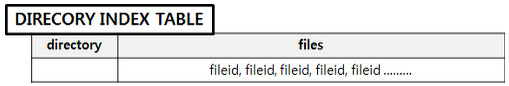 DIRECORY INDEX TABLE
directory files
fileid, fileid, fileid, fileid, fileid .........